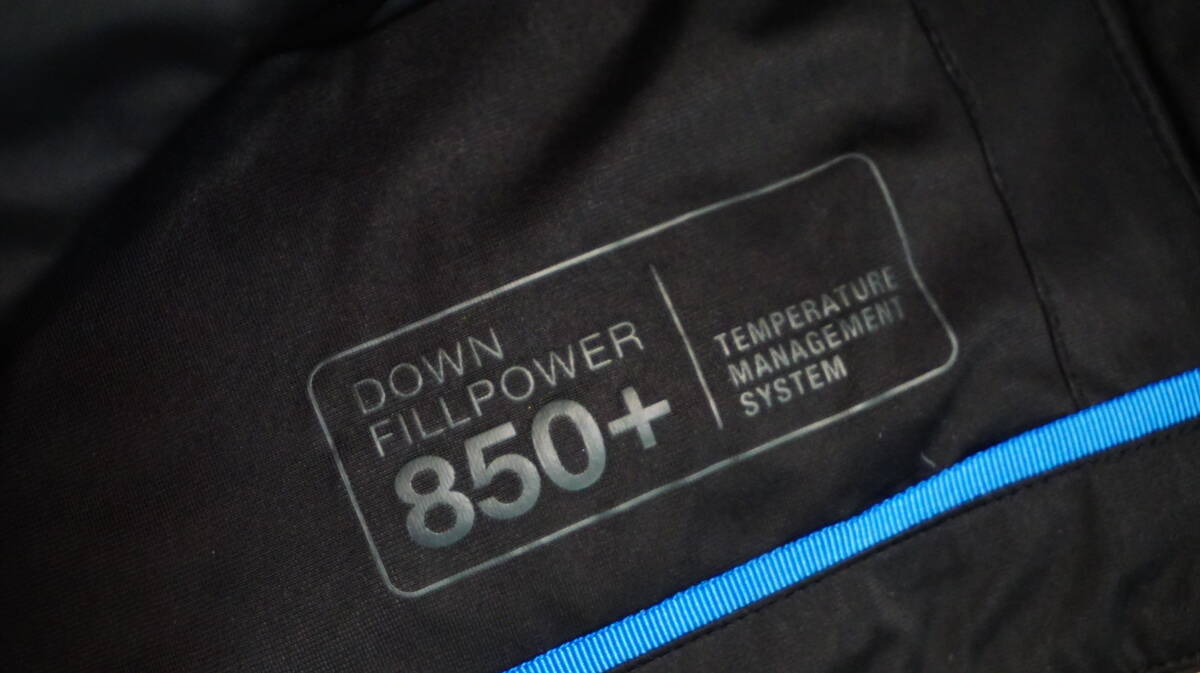 DOWN
FILLPOWER
850+
TEMPERATURE
MANAGEMENT
SYSTEM